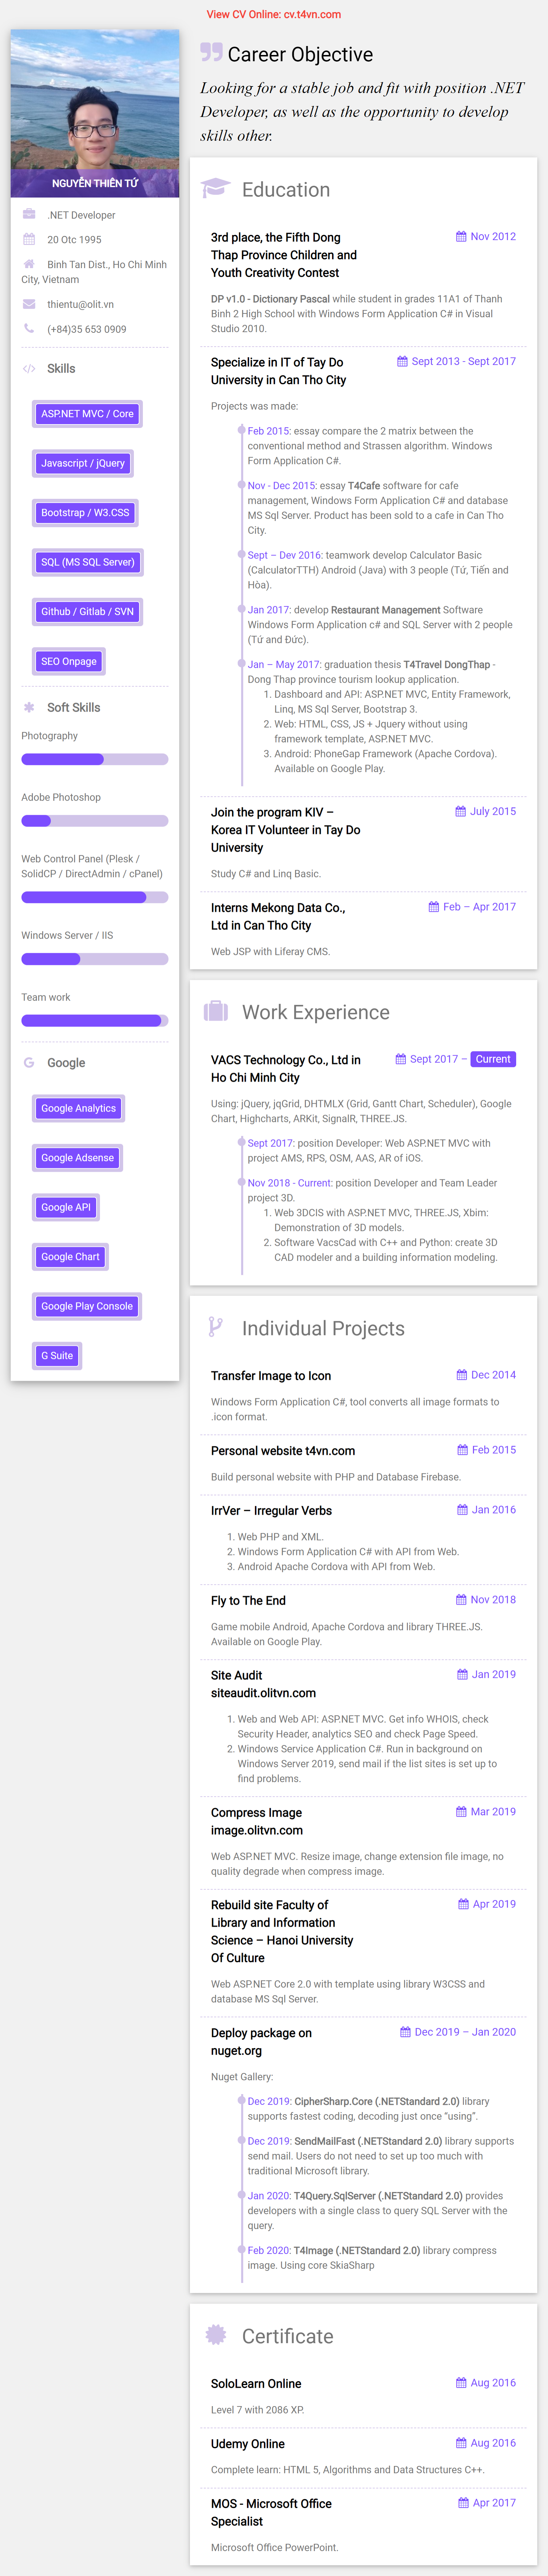 View CV Online: cv.t4vn.com
NGUYỄN THIÊN TỨ
.NET Developer
20 Otc 1995
Binh Tan Dist., Ho Chi Minh
City, Vietnam
thientu@olit.vn
(+84)35 653 0909
Skills
ASP.NET MVC / Core
Javascript / jQuery
Bootstrap / W3.CSS
SQL (MS SQL Server)
Github / Gitlab / SVN
SEO Onpage
Soft Skills
Photography
Adobe Photoshop
Web Control Panel (Plesk /
SolidCP / DirectAdmin / cPanel)
Windows Server / IIS
Team work
Google
Google Analytics
Google Adsense
Google API
Google Chart
Google Play Console
G Suite
Career Objective
Looking for a stable job and fit with position .NET
Developer, as well as the opportunity to develop
skills other.
Education
3rd place, the Fifth Dong
Thap Province Children and
Youth Creativity Contest
Nov 2012
DP v1.0 - Dictionary Pascal while student in grades 11A1 of Thanh
Binh 2 High School with Windows Form Application C# in Visual
Studio 2010.
Specialize in IT of Tay Do
University in Can Tho City
Sept 2013 - Sept 2017
Projects was made:
Feb 2015: essay compare the 2 matrix between the
conventional method and Strassen algorithm. Windows
Form Application C#.
Nov - Dec 2015: essay T4Cafe software for cafe
management, Windows Form Application C# and database
MS Sql Server. Product has been sold to a cafe in Can Tho
City.
Sept – Dev 2016: teamwork develop Calculator Basic
(CalculatorTTH) Android (Java) with 3 people (Tứ, Tiến and
Hòa).
Jan 2017: develop Restaurant Management Software
Windows Form Application c# and SQL Server with 2 people
(Tứ and Đức).
Jan – May 2017: graduation thesis T4Travel DongThap -
Dong Thap province tourism lookup application.
1. Dashboard and API: ASP.NET MVC, Entity Framework,
Linq, MS Sql Server, Bootstrap 3.
2. Web: HTML, CSS, JS + Jquery without using
framework template, ASP.NET MVC.
3. Android: PhoneGap Framework (Apache Cordova).
Available on Google Play.
Join the program KIV –
Korea IT Volunteer in Tay Do
University
July 2015
Study C# and Linq Basic.
Interns Mekong Data Co.,
Ltd in Can Tho City
Feb – Apr 2017
Web JSP with Liferay CMS.
Work Experience
VACS Technology Co., Ltd in
Ho Chi Minh City
Sept 2017 – Current
Using: jQuery, jqGrid, DHTMLX (Grid, Gantt Chart, Scheduler), Google
Chart, Highcharts, ARKit, SignalR, THREE.JS.
Sept 2017: position Developer: Web ASP.NET MVC with
project AMS, RPS, OSM, AAS, AR of iOS.
Nov 2018 - Current: position Developer and Team Leader
project 3D.
1. Web 3DCIS with ASP.NET MVC, THREE.JS, Xbim:
Demonstration of 3D models.
2. Software VacsCad with C++ and Python: create 3D
CAD modeler and a building information modeling.
Individual Projects
Transfer Image to Icon
Dec 2014
Windows Form Application C#, tool converts all image formats to
.icon format.
Personal website t4vn.com
Feb 2015
Build personal website with PHP and Database Firebase.
IrrVer – Irregular Verbs
Jan 2016
1. Web PHP and XML.
2. Windows Form Application C# with API from Web.
3. Android Apache Cordova with API from Web.
Fly to The End
Nov 2018
Game mobile Android, Apache Cordova and library THREE.JS.
Available on Google Play.
Site Audit
siteaudit.olitvn.com
Jan 2019
1. Web and Web API: ASP.NET MVC. Get info WHOIS, check
Security Header, analytics SEO and check Page Speed.
2. Windows Service Application C#. Run in background on
Windows Server 2019, send mail if the list sites is set up to
find problems.
Compress Image
image.olitvn.com
Mar 2019
Web ASP.NET MVC. Resize image, change extension file image, no
quality degrade when compress image.
Rebuild site Faculty of
Library and Information
Science – Hanoi University
Of Culture
Apr 2019
Web ASP.NET Core 2.0 with template using library W3CSS and
database MS Sql Server.
Deploy package on
nuget.org
Dec 2019 – Jan 2020
Nuget Gallery:
Dec 2019: CipherSharp.Core (.NETStandard 2.0) library
supports fastest coding, decoding just once “using”.
Dec 2019: SendMailFast (.NETStandard 2.0) library supports
send mail. Users do not need to set up too much with
traditional Microsoft library.
Jan 2020: T4Query.SqlServer (.NETStandard 2.0) provides
developers with a single class to query SQL Server with the
query.
Feb 2020: T4Image (.NETStandard 2.0) library compress
image. Using core SkiaSharp
Certificate
SoloLearn Online
Aug 2016
Level 7 with 2086 XP.
Udemy Online
Aug 2016
Complete learn: HTML 5, Algorithms and Data Structures C++.
MOS - Microsoft Office
Specialist
Apr 2017
Microsoft Office PowerPoint.